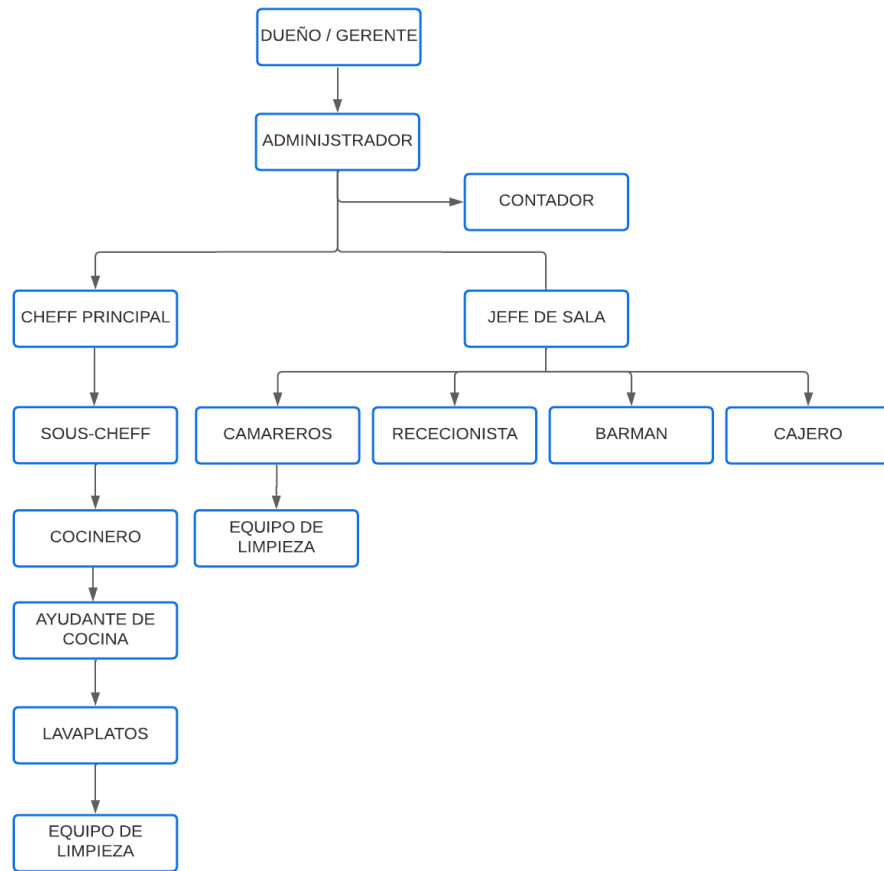 DUEÑO / GERENTE
ADMINIJSTRADOR
CONTADOR
CHEFF PRINCIPAL
JEFE DE SALA
SOUS-CHEFF
CAMAREROS
RECECIONISTA
BARMAN
CAJERO
COCINERO
EQUIPO DE
LIMPIEZA
AYUDANTE DE
COCINA
LAVAPLATOS
EQUIPO DE
LIMPIEZA